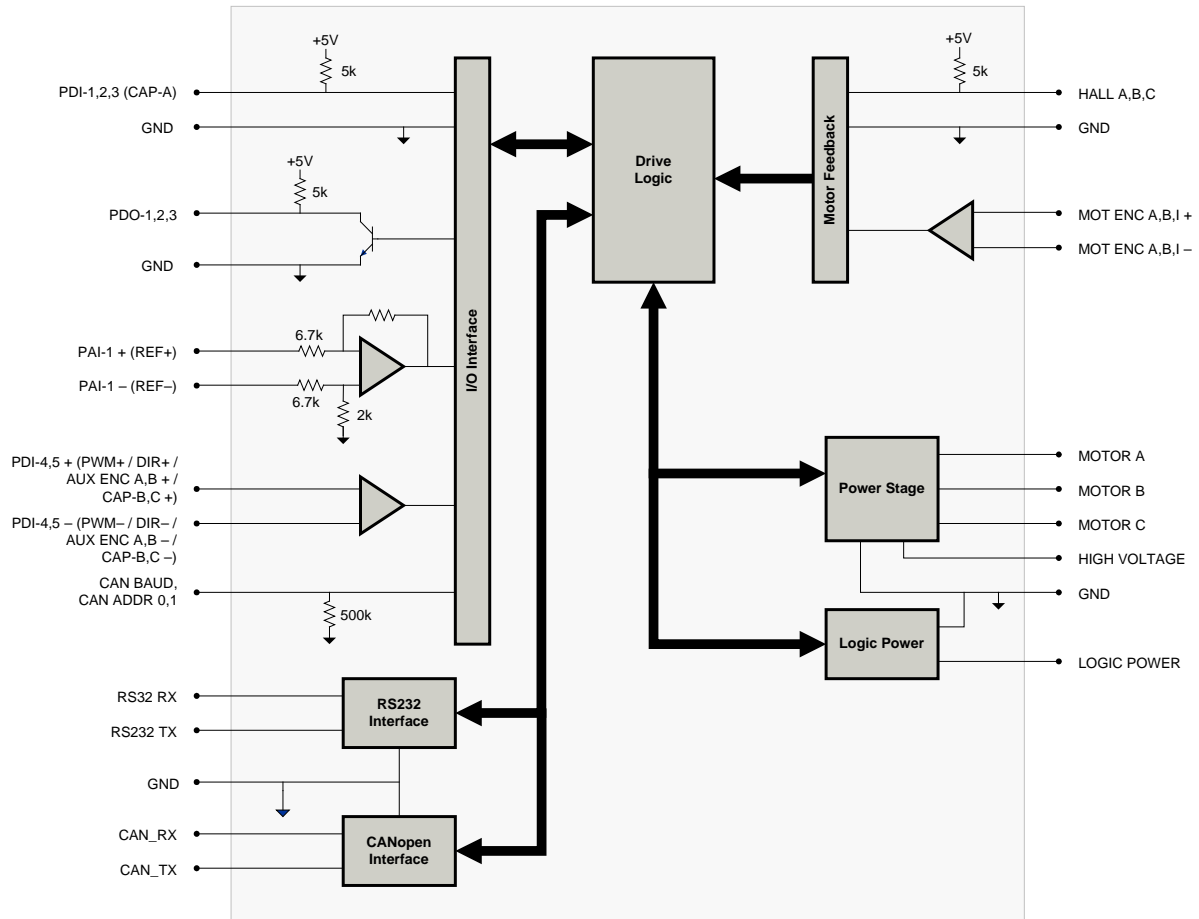 +5V
5k
PDI-1,2,3 (CAP-A)
GND
+5V
5k
PDO-1,2,3
GND
6.7k
PAI-1 + (REF+)
PAI-1 – (REF–)
6.7k
2k
PDI-4,5 + (PWM+ / DIR+ /
AUX ENC A,B + /
CAP-B,C +)
PDI-4,5 – (PWM– / DIR– /
AUX ENC A,B – /
CAP-B,C –)
CAN BAUD,
CAN ADDR 0,1
500k
I/O Interface
RS32 RX
RS232 TX
RS232
Interface
GND
CAN_RX
CAN_TX
CANopen
Interface
Drive
Logic
Motor Feedback
+5V
5k
HALL A,B,C
GND
MOT ENC A,B,I +
MOT ENC A,B,I –
Power Stage
MOTOR A
MOTOR B
MOTOR C
HIGH VOLTAGE
GND
Logic Power
LOGIC POWER